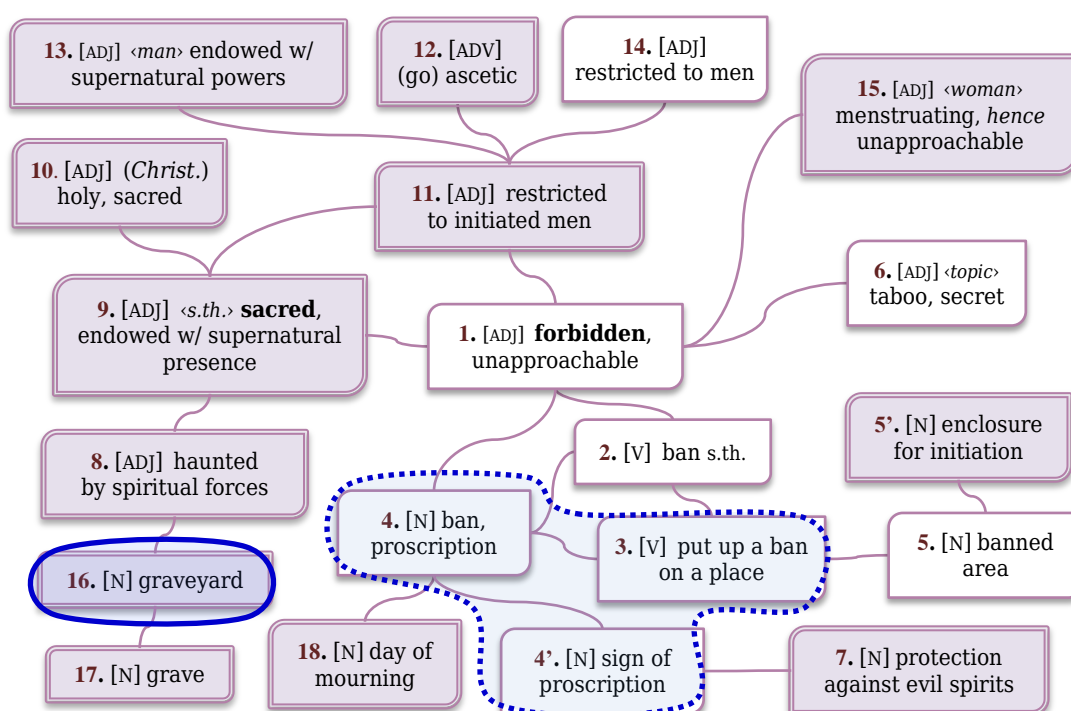 13. [ADJ] ‹man› endowed w/
supernatural powers
12. [ADV]
(go) ascetic
14. [ADJ]
restricted to men
15. [ADJ] ‹woman›
menstruating, hence
unapproachable
10. [ADJ] (Christ.)
holy, sacred
11. [ADJ] restricted
to initiated men
6. [ADJ] ‹topic›
taboo, secret
9. [ADJ] ‹s.th.› sacred,
endowed w/ supernatural
presence
1. [ADJ] forbidden,
unapproachable
5’. [N] enclosure
for initiation
2. [V] ban s.th.
8. [ADJ] haunted
by spiritual forces
4. [N] ban,
proscription
3. [V] put up a ban
on a place
5. [N] banned
area
16. [N] graveyard
17. [N] grave
18. [N] day of
mourning
4’. [N] sign of
proscription
7. [N] protection
against evil spirits